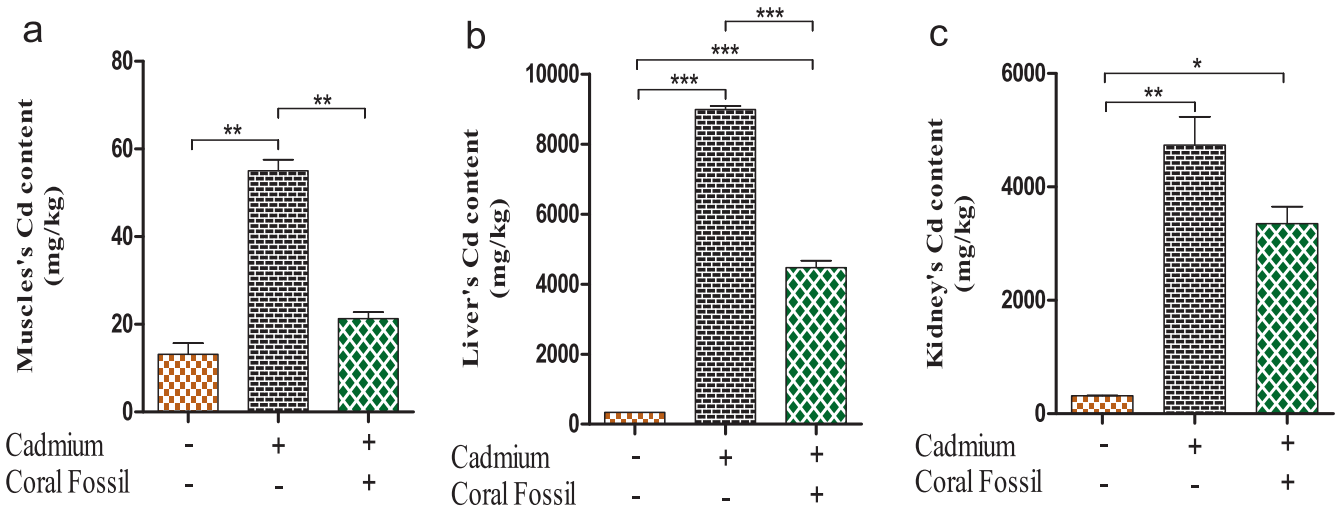 a
80
60
40
20
0
Muscles's Cd content
(mg/kg)
**
**
Cadmium - + +
Coral Fossil - - +
b
10000
8000
6000
4000
2000
0
Liver's Cd content
(mg/kg)
***
***
***
Cadmium - + +
Coral Fossil - - +
c
6000
4000
2000
0
Kidney's Cd content
(mg/kg)
*
**
Cadmium - + +
Coral Fossil - - +